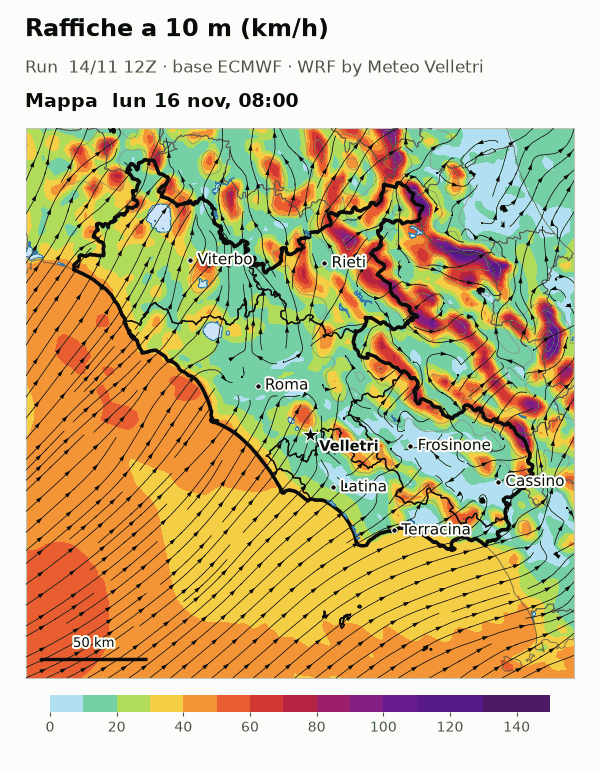 Raffiche a 10 m (km/h)
Run  14/11 12Z · base ECMWF · WRF by Meteo Velletri
Mappa  lun 16 nov, 08:00
Viterbo
Rieti
Roma
Velletri
Frosinone
Cassino
Latina
Terracina
50 km
0 20 40 60 80 100 120 140